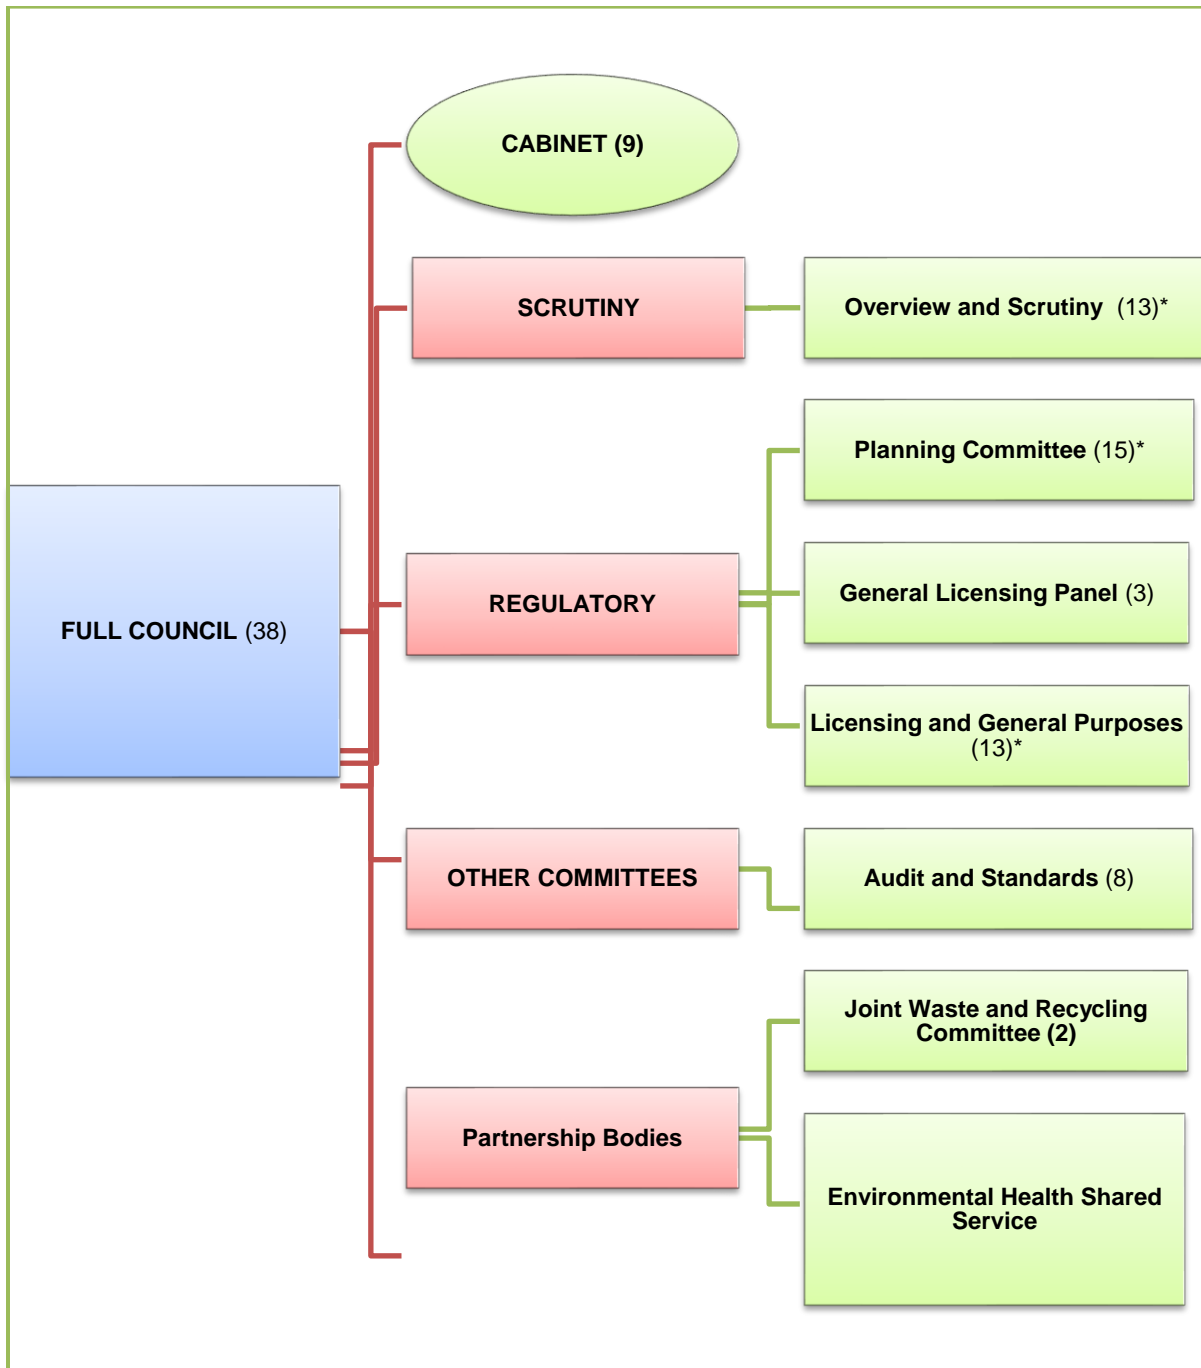 CABINET (9)
SCRUTINY
Overview and Scrutiny (13)*
Planning Committee (15)*
FULL COUNCIL (38)
REGULATORY
General Licensing Panel (3)
Licensing and General Purposes
(13)*
OTHER COMMITTEES
Audit and Standards (8)
Joint Waste and Recycling
Committee (2)
Partnership Bodies
Environmental Health Shared
Service